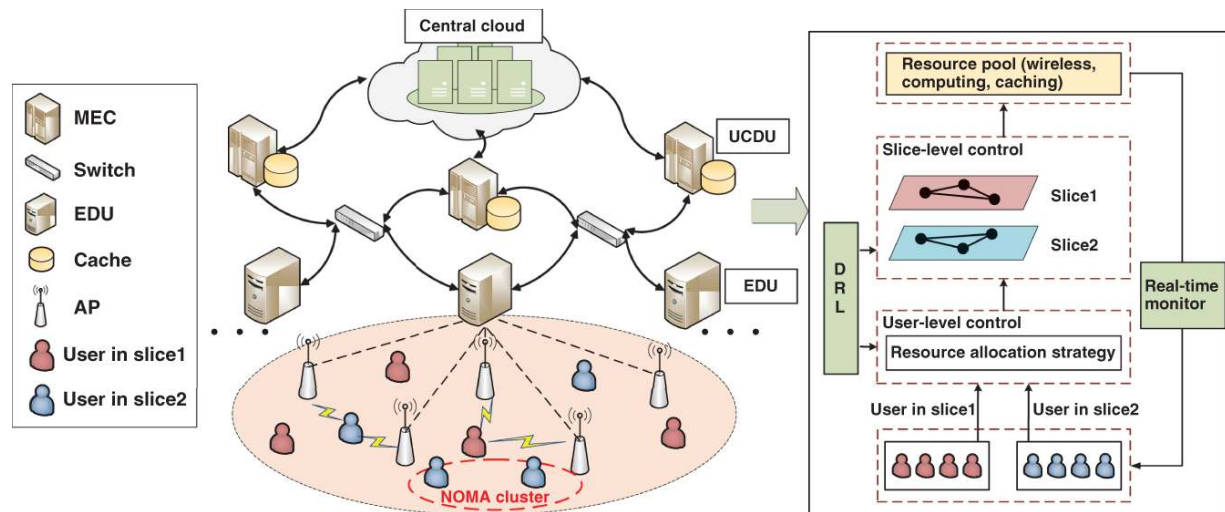 Central cloud
MEC
Switch
EDU
Cache
AP
User in slice1
User in slice2
UCDU
EDU
NOMA cluster
Resource pool (wireless,
computing, caching)
Slice-level control
Slice1
Slice2
DRL
Real-time
monitor
User-level control
Resource allocation strategy
User in slice1
User in slice2